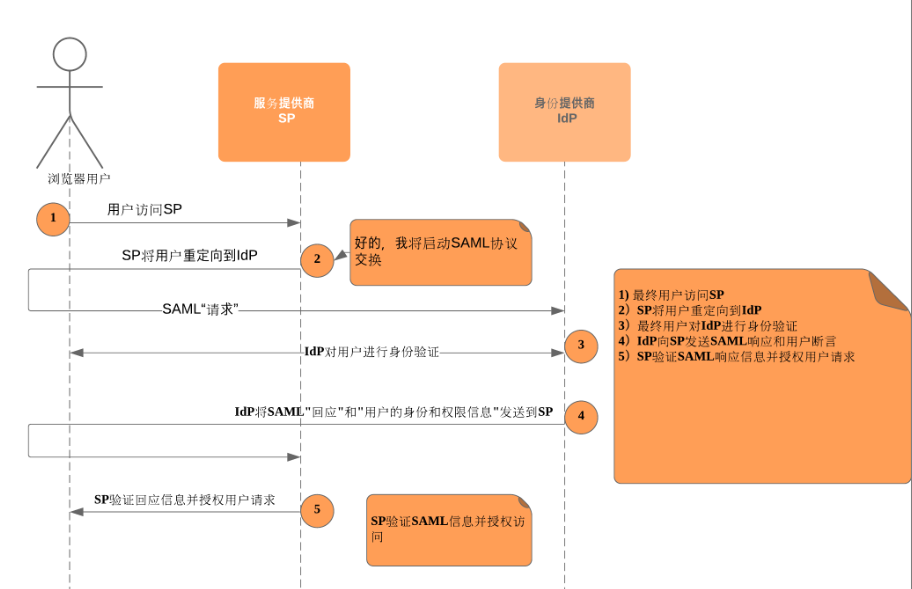 服务提供商
SP
身份提供商
IdP
浏览器用户
1
用户访问SP
SP将用户重定向到IdP
2
好的，我将启动SAML协议
交换
SAML“请求”
1) 最终用户访问SP
2）SP将用户重定向到IdP
3）最终用户对IdP进行身份验证
4）IdP向SP发送SAML响应和用户断言
5）SP验证SAML响应信息并授权用户请求
IdP对用户进行身份验证
3
IdP将SAML"回应"和"用户的身份和权限信息"发送到SP
4
SP验证回应信息并授权用户请求
5
SP验证SAML信息并授权访
问